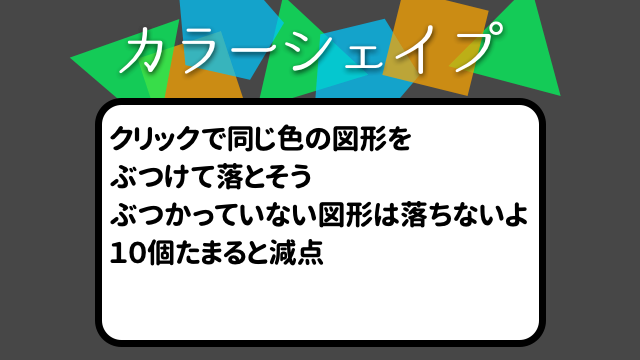 カラーシェイプ
クリックで同じ色の図形を
ぶつけて落とそう
ぶつかっていない図形は落ちないよ
10個たまると減点